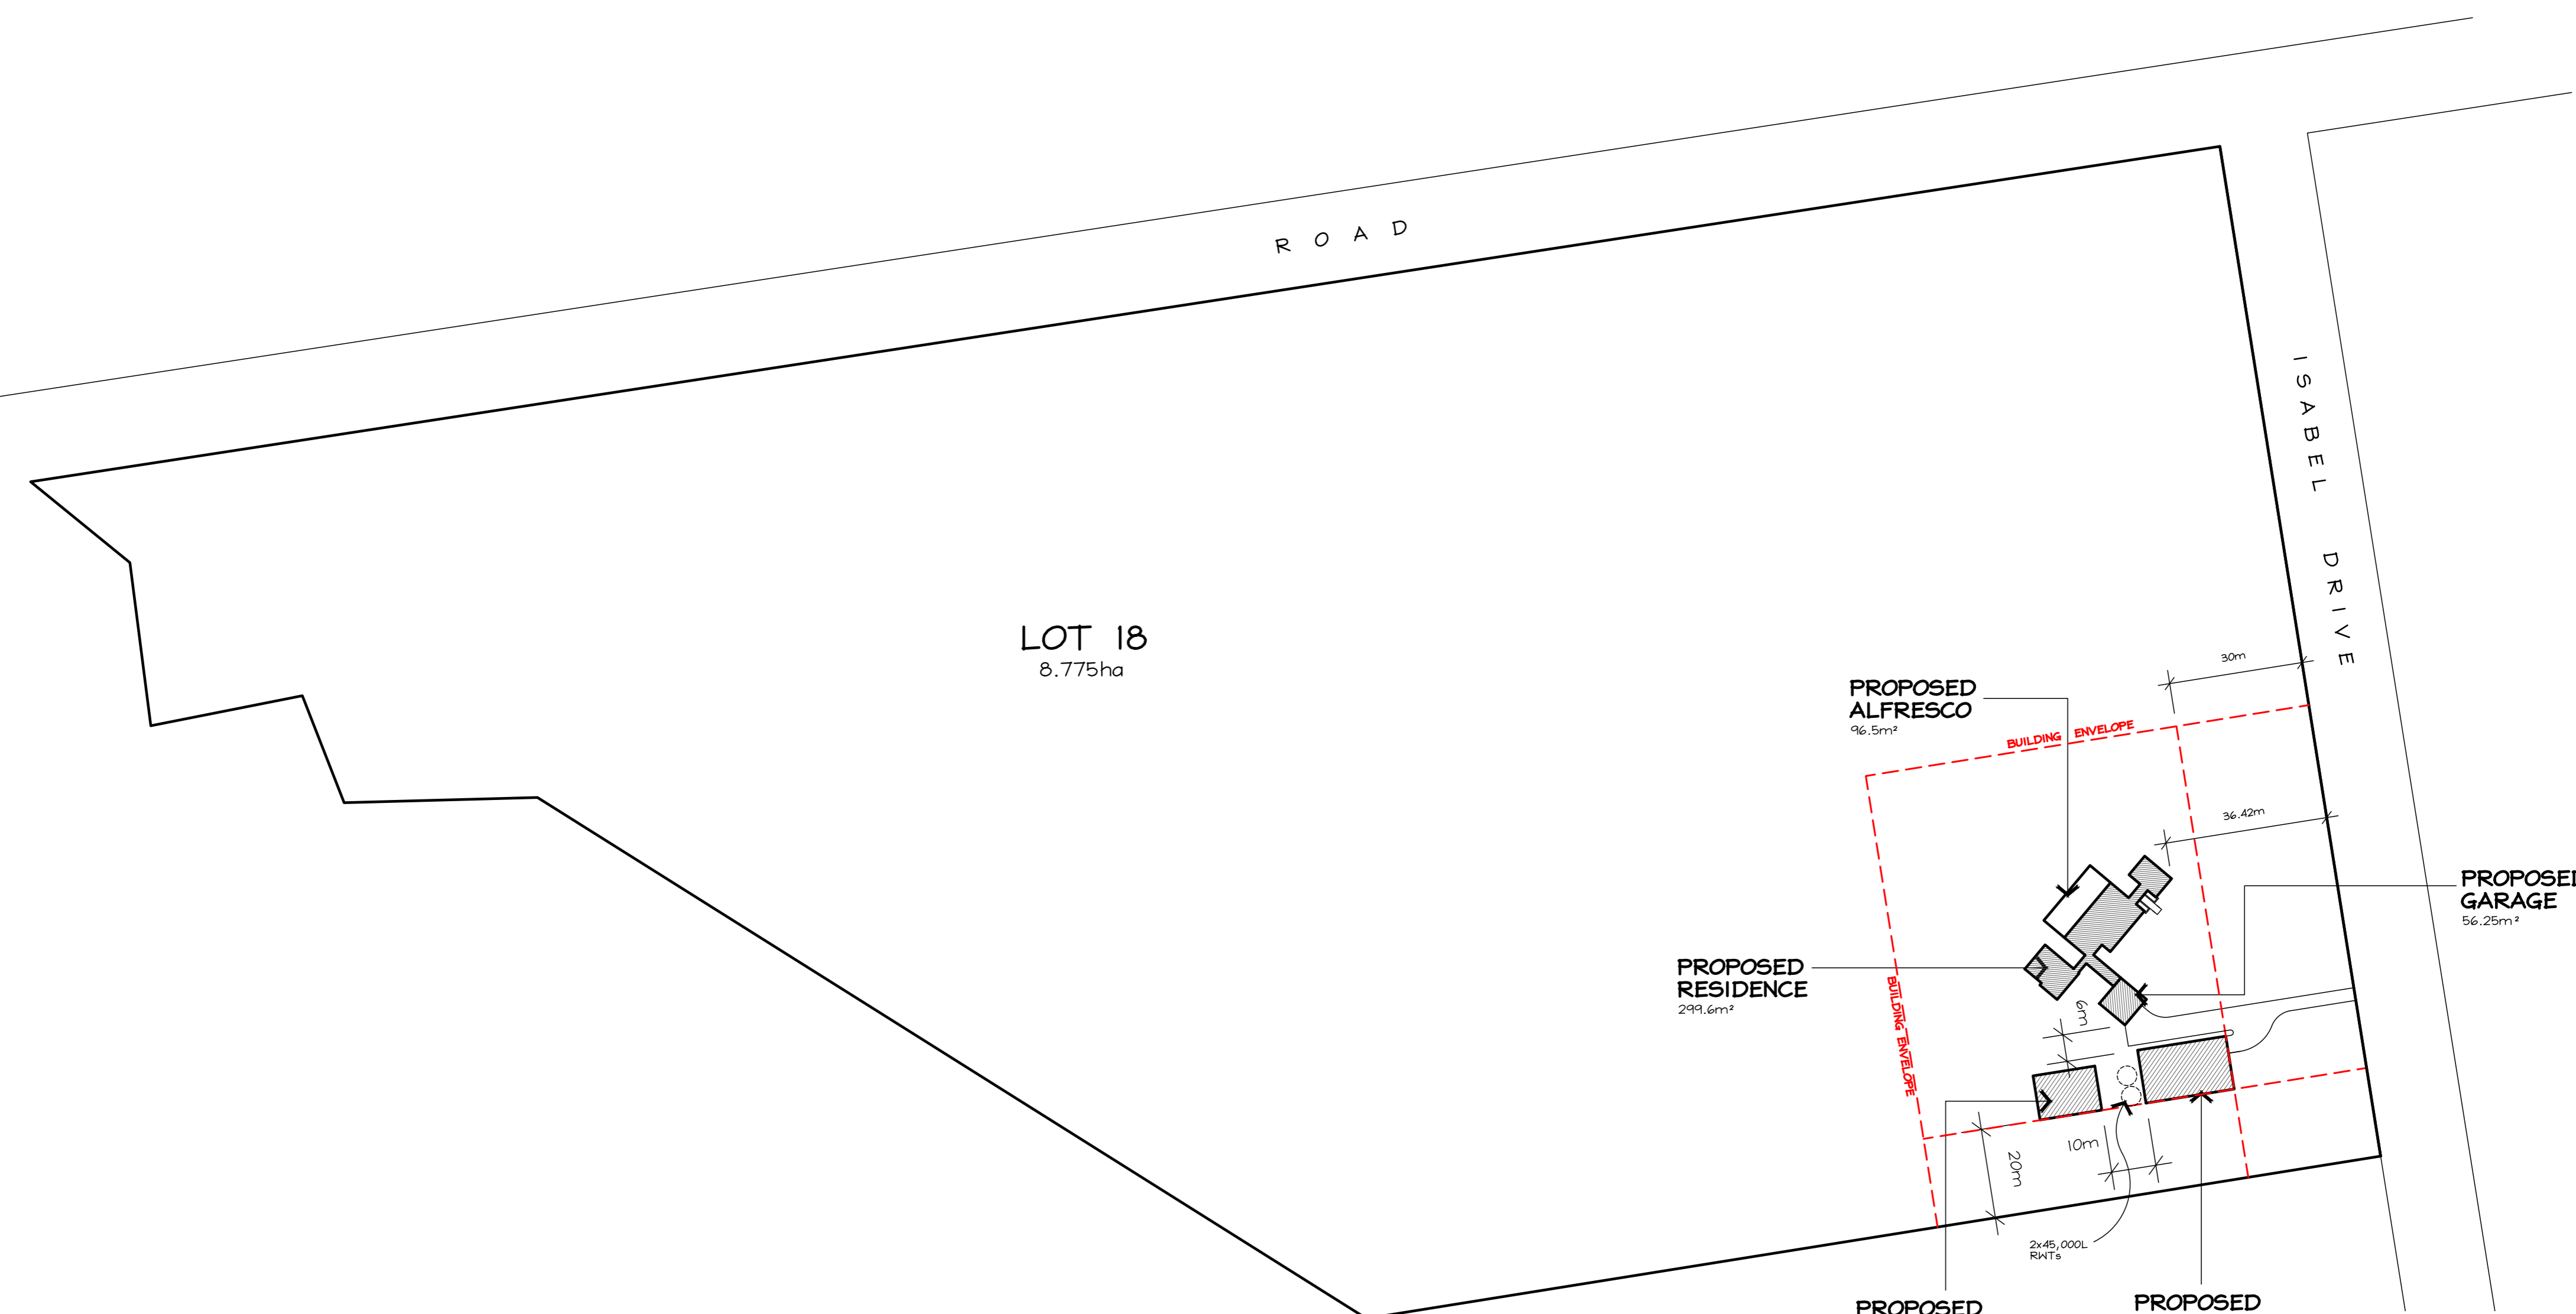 ROAD
ISABEL DRIVE
LOT 18
8.775ha
30m
PROPOSED
ALFRESCO
96.5m²
BUILDING ENVELOPE
36.42m
PROPOSED
GARAGE
56.25m²
PROPOSED
RESIDENCE
299.6m²
BUILDING ENVELOPE
6m
10m
20m
2x45,000L
RWTs
PROPOSED
PROPOSED